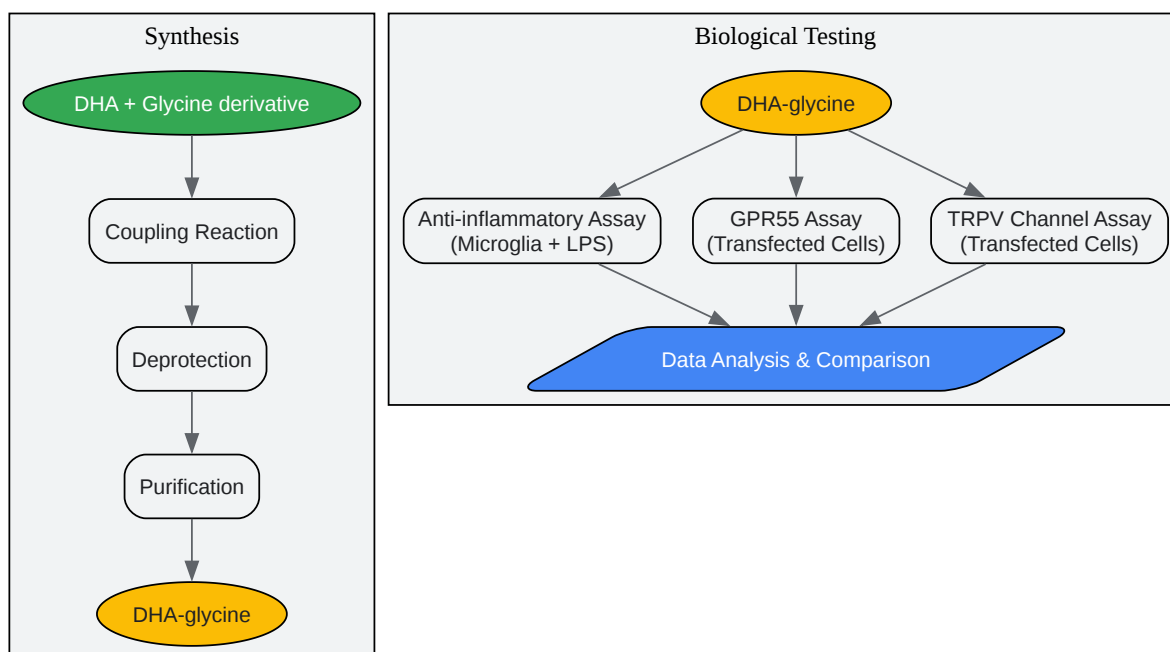 Synthesis
DHA + Glycine derivative
Coupling Reaction
Deprotection
Purification
DHA-glycine
Biological Testing
DHA-glycine
Anti-inflammatory Assay
(Microglia + LPS)
GPR55 Assay
(Transfected Cells)
TRPV Channel Assay
(Transfected Cells)
Data Analysis & Comparison